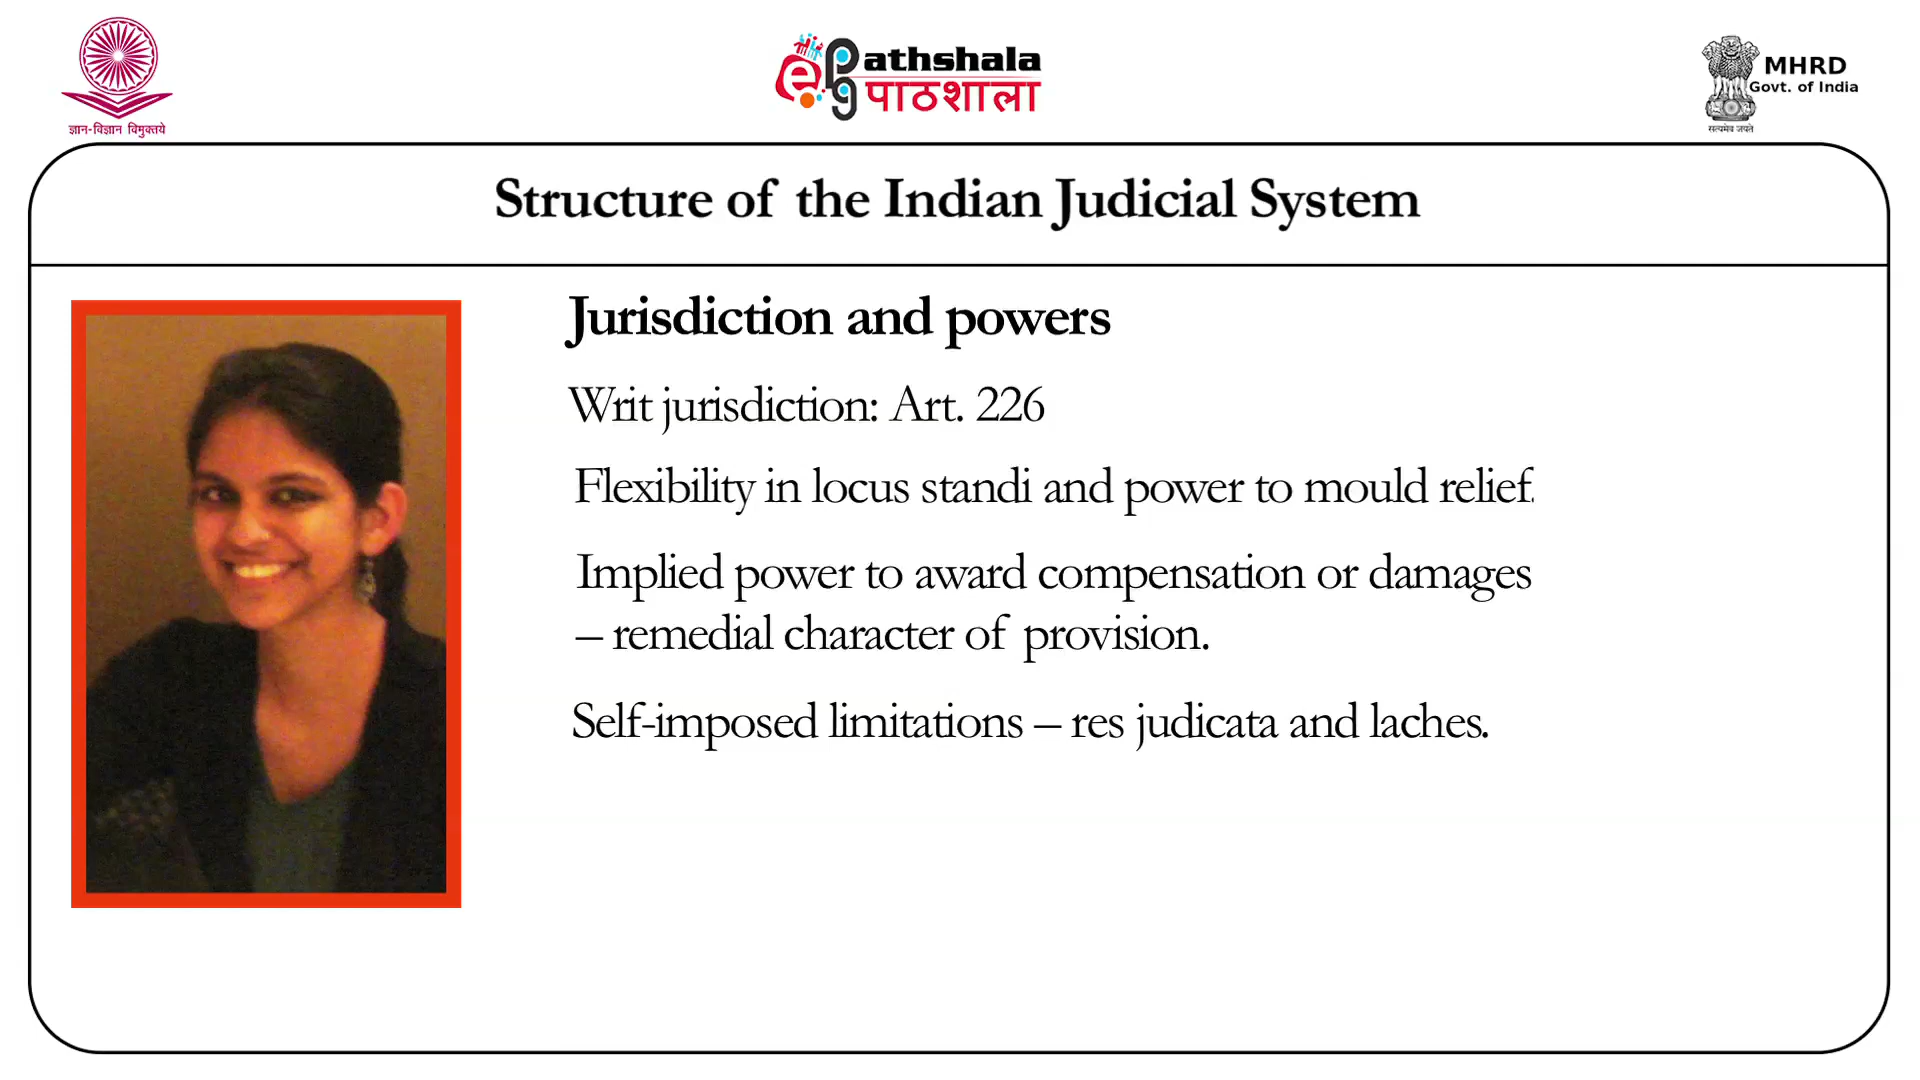 ज्ञान-विज्ञान विमुक्तये
ePG athshala
पाठशाला
MHRD
Govt. of India
सत्यमेव जयते
Structure of the Indian Judicial System
Jurisdiction and powers
Writ jurisdiction: Art. 226
Flexibility in locus standi and power to mould relief.
Implied power to award compensation or damages
– remedial character of provision.
Self-imposed limitations – res judicata and laches.